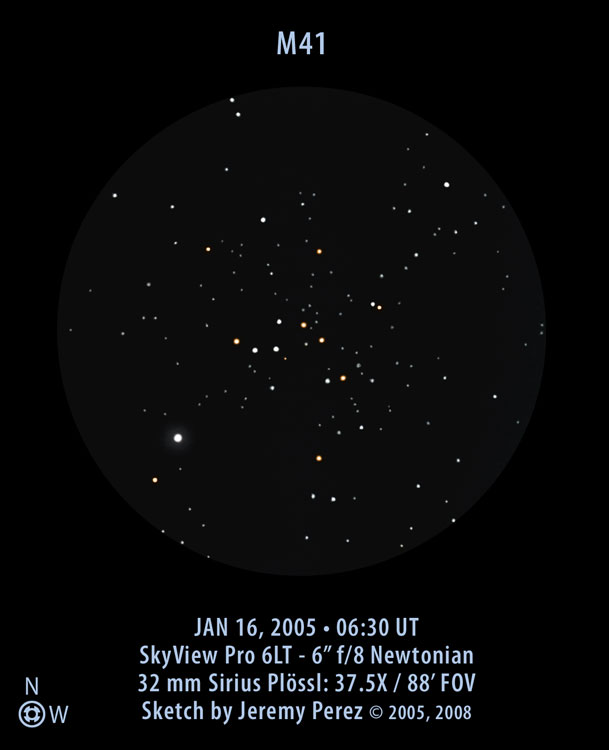 M41
JAN 16, 2005 • 06:30 UT
SkyView Pro 6LT - 6” f/8 Newtonian
32 mm Sirius Plössl: 37.5X / 88’ FOV
Sketch by Jeremy Perez © 2005, 2008
N
W